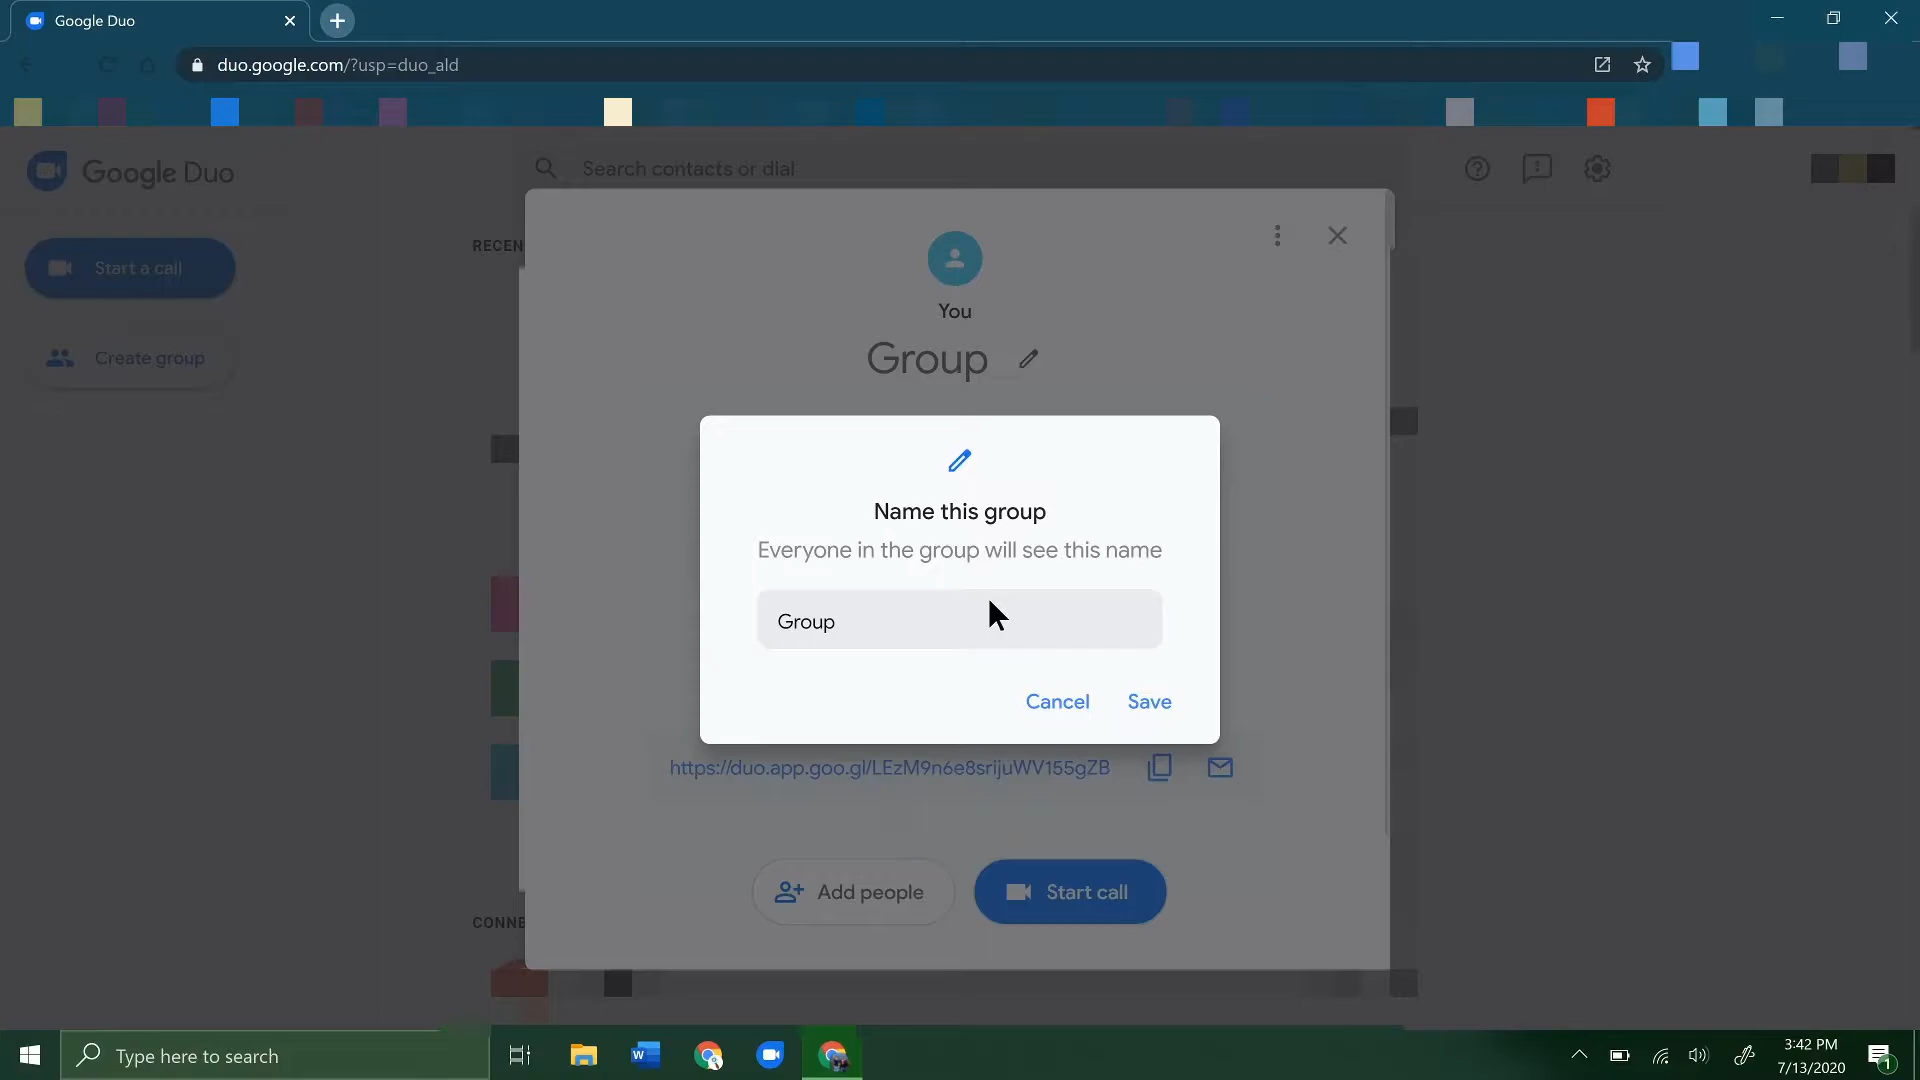 Google Duo
duo.google.com/?usp=duo_ald
Google Duo
Search contacts or dial
Start a call
RECEN
You
Create group
Group
Name this group
Everyone in the group will see this name
Group
Cancel
Save
https://duo.app.goo.gl/LEzM9n6e8srijuWV155gZB
Add people
Start call
CONNE
Type here to search
W
3:42 PM
7/13/2020
1